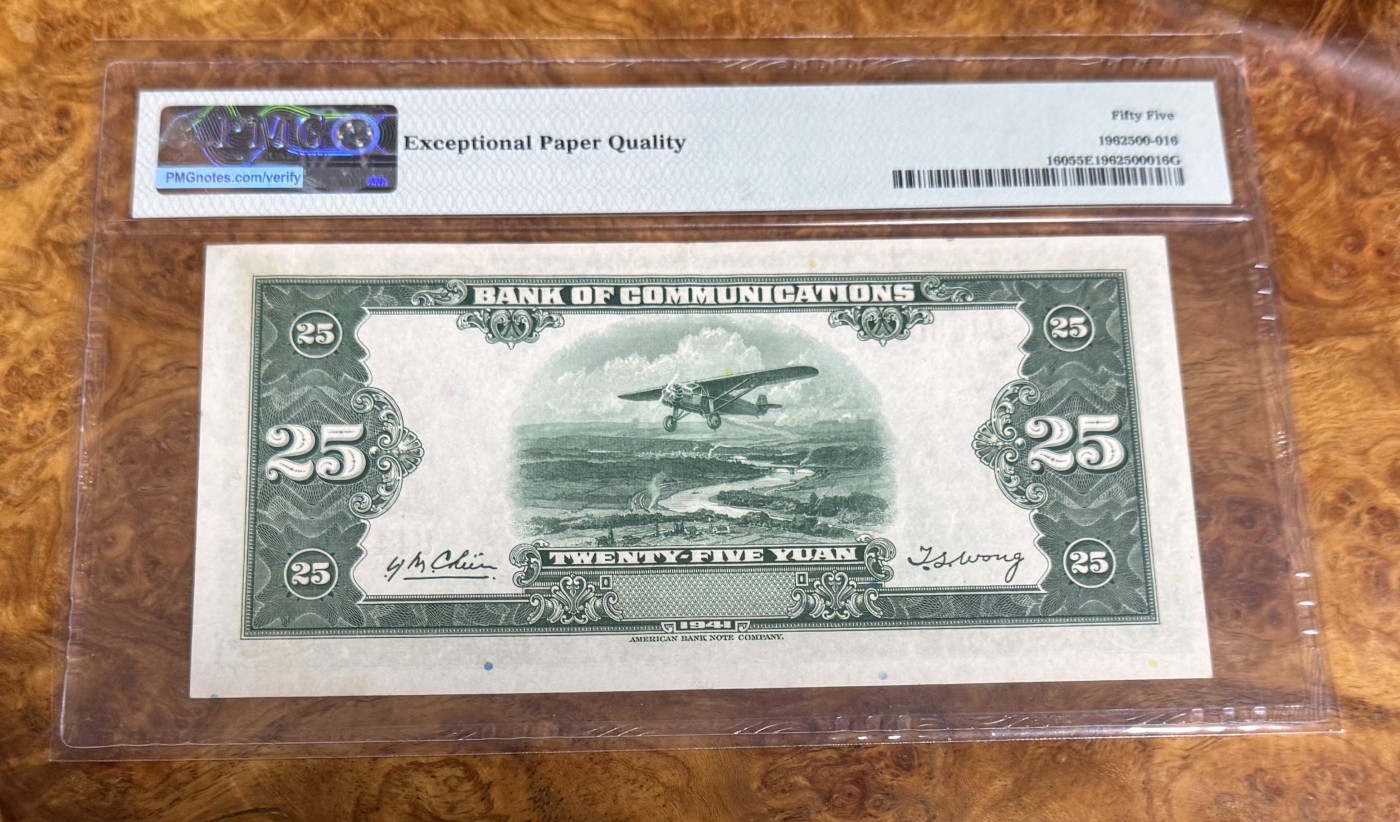 PMG
Exceptional Paper Quality
PMGnotes.com/verify
Fifty Five
1962500-016
16055E1962500016G
BANK OF COMMUNICATIONS
25
25
25
25
TWENTY-FIVE YUAN
25
25
T.S. Wong
1941
AMERICAN BANK NOTE COMPANY.